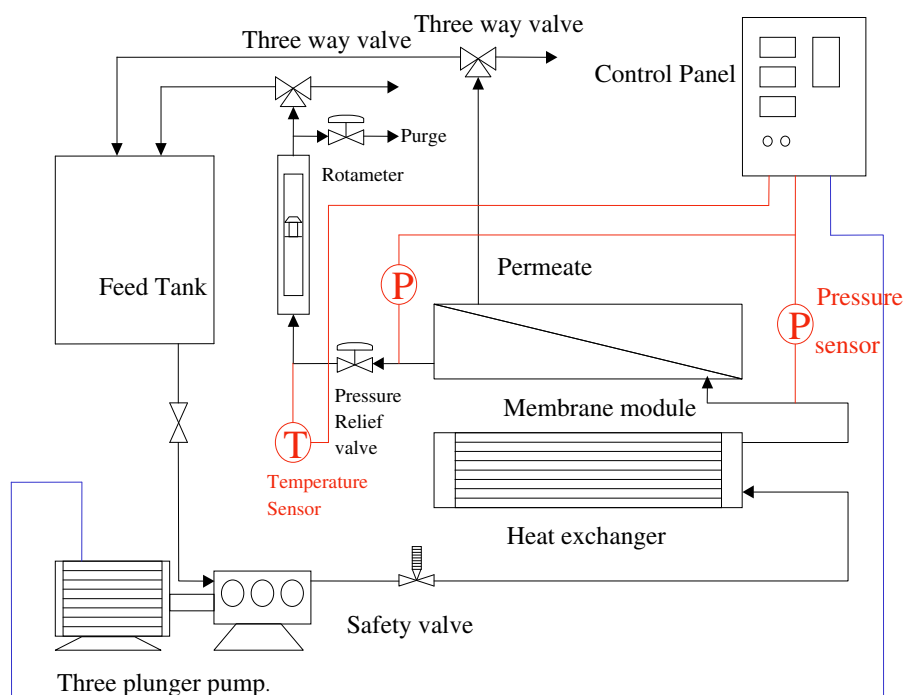 Three way valve
Three way valve
Control Panel
Purge
Rotameter
Feed Tank
P
Permeate
Pressure
P
sensor
Pressure
Relief
valve
Membrane module
T
Temperature
Sensor
Heat exchanger
Safety valve
Three plunger pump.